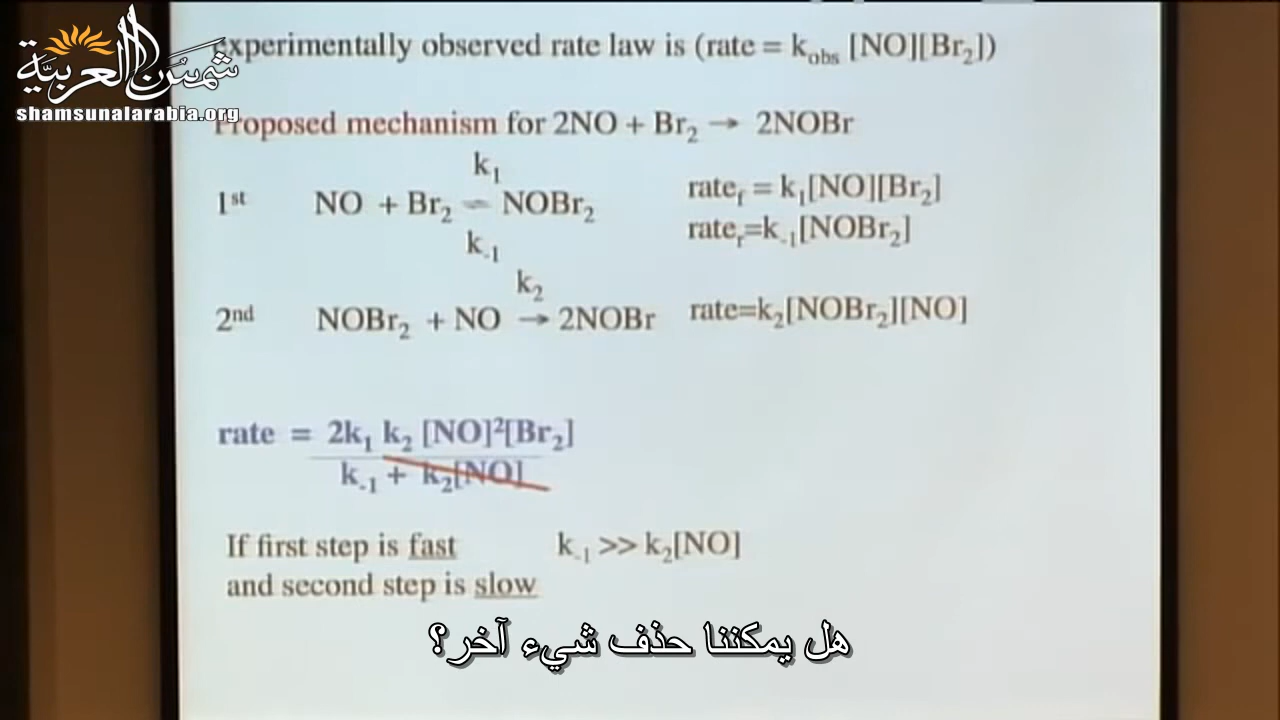 شمس العربية
shamsunalarabia.org
experimentally observed rate law is (rate = k_obs [NO][Br₂])
Proposed mechanism for 2NO + Br₂ → 2NOBr
k₁
1st NO + Br₂ ⇌ NOBr₂ rate_f = k₁[NO][Br₂]
k₋₁ rate_r=k₋₁[NOBr₂]
k₂
2nd NOBr₂ + NO → 2NOBr rate=k₂[NOBr₂][NO]
rate = 2k₁ k₂ [NO]²[Br₂]
k₋₁ + k₂[NO]
If first step is fast k₋₁ >> k₂[NO]
and second step is slow
هل يمكننا حذف شيء آخر؟